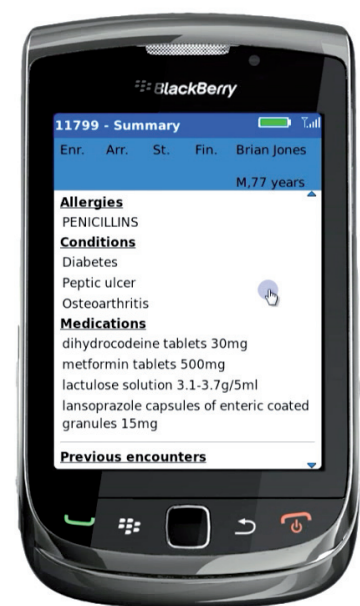 BlackBerry
11799 - Summary
Enr. Arr. St. Fin. Brian Jones
M,77 years
Allergies
PENICILLINS
Conditions
Diabetes
Peptic ulcer
Osteoarthritis
Medications
dihydrocodeine tablets 30mg
metformin tablets 500mg
lactulose solution 3.1-3.7g/5ml
lansoprazole capsules of enteric coated
granules 15mg
Previous encounters